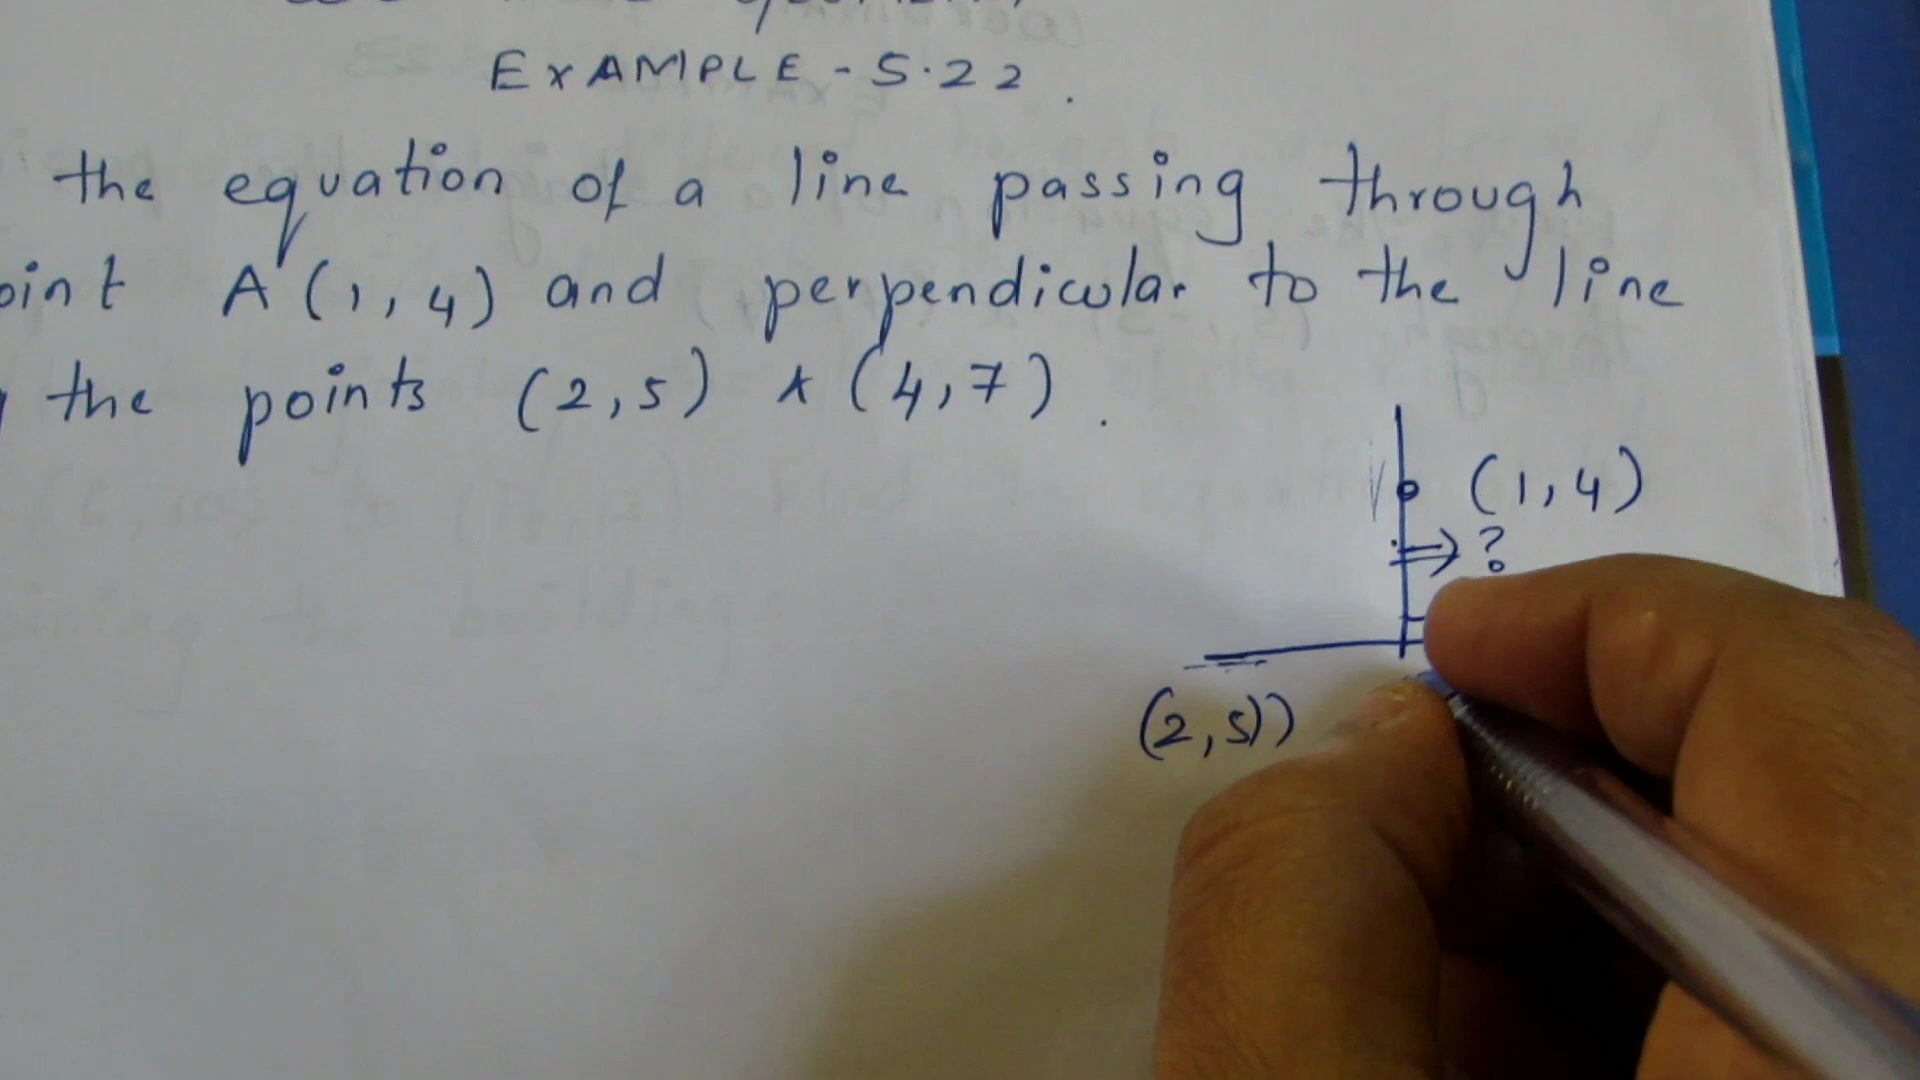 EXAMPLE - 5.22.
the equation of a line passing through
A (1, 4) and perpendicular to the line
the points (2, 5) & (4, 7).
(1, 4)
?
(2, 5))